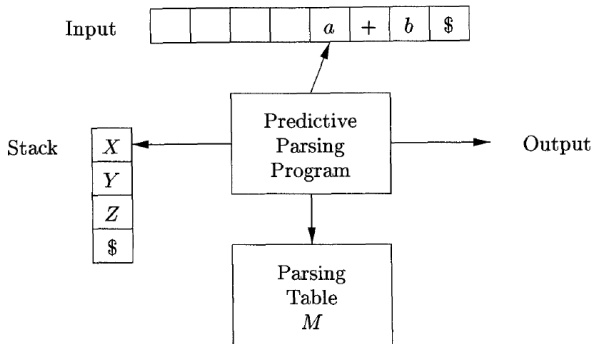 Input a + b $
Predictive
Parsing
Program
Stack X
Y
Z
$
Output
Parsing
Table
M